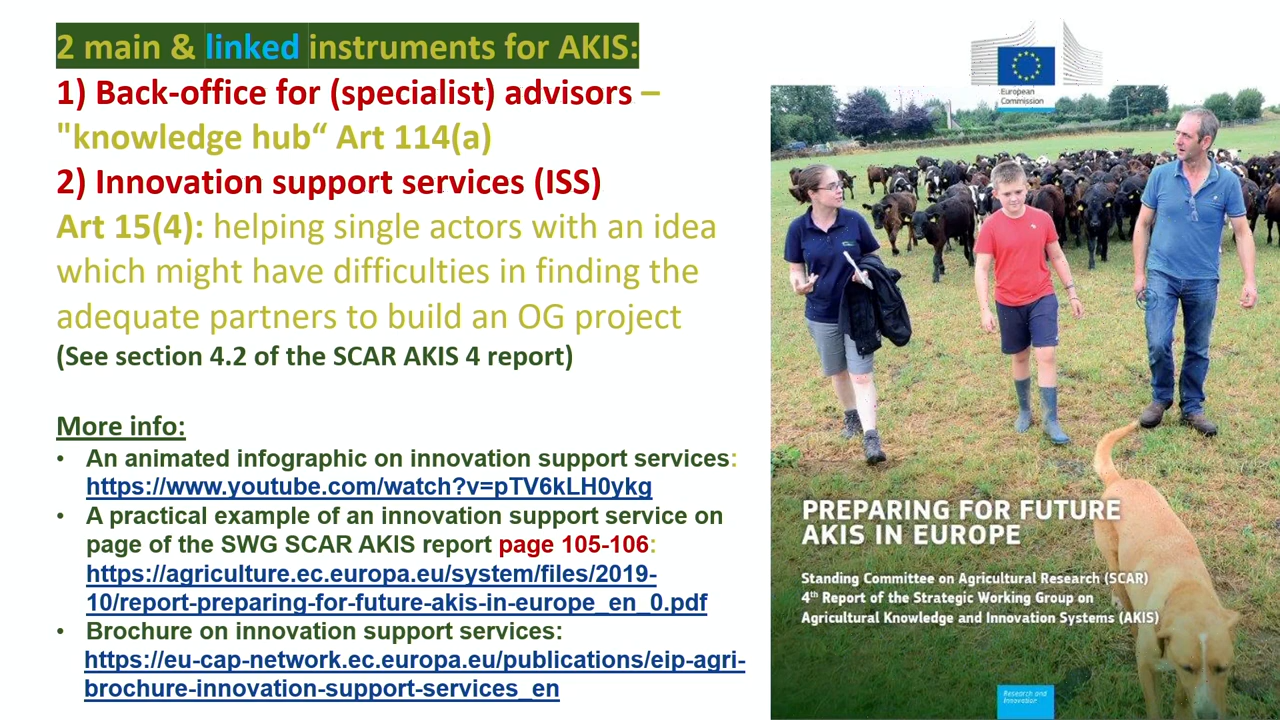 2 main & linked instruments for AKIS:
1) Back-office for (specialist) advisors –
"knowledge hub“ Art 114(a)
2) Innovation support services (ISS)
Art 15(4): helping single actors with an idea
which might have difficulties in finding the
adequate partners to build an OG project
(See section 4.2 of the SCAR AKIS 4 report)
More info:
• An animated infographic on innovation support services:
https://www.youtube.com/watch?v=pTV6kLH0ykg
• A practical example of an innovation support service on
page of the SWG SCAR AKIS report page 105-106:
https://agriculture.ec.europa.eu/system/files/2019-
10/report-preparing-for-future-akis-in-europe_en_0.pdf
• Brochure on innovation support services:
https://eu-cap-network.ec.europa.eu/publications/eip-agri-
brochure-innovation-support-services_en
European
Commission
PREPARING FOR FUTURE
AKIS IN EUROPE
Standing Committee on Agricultural Research (SCAR)
4th Report of the Strategic Working Group on
Agricultural Knowledge and Innovation Systems (AKIS)
Research and
Innovation